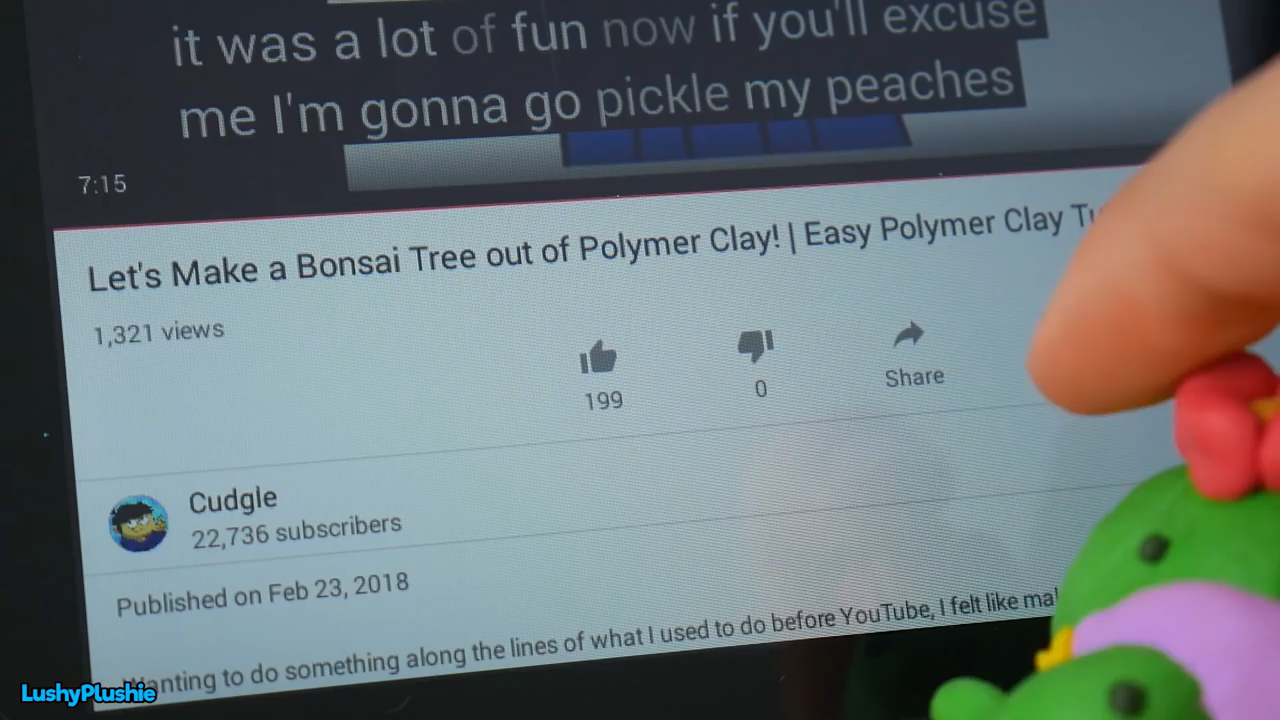 it was a lot of fun now if you'll excuse
me I'm gonna go pickle my peaches
7:15
Let's Make a Bonsai Tree out of Polymer Clay! | Easy Polymer Clay
1,321 views
199
0
Share
Cudgle
22,736 subscribers
Published on Feb 23, 2018
Wanting to do something along the lines of what I used to do before YouTube, I felt like
LushyPlushie